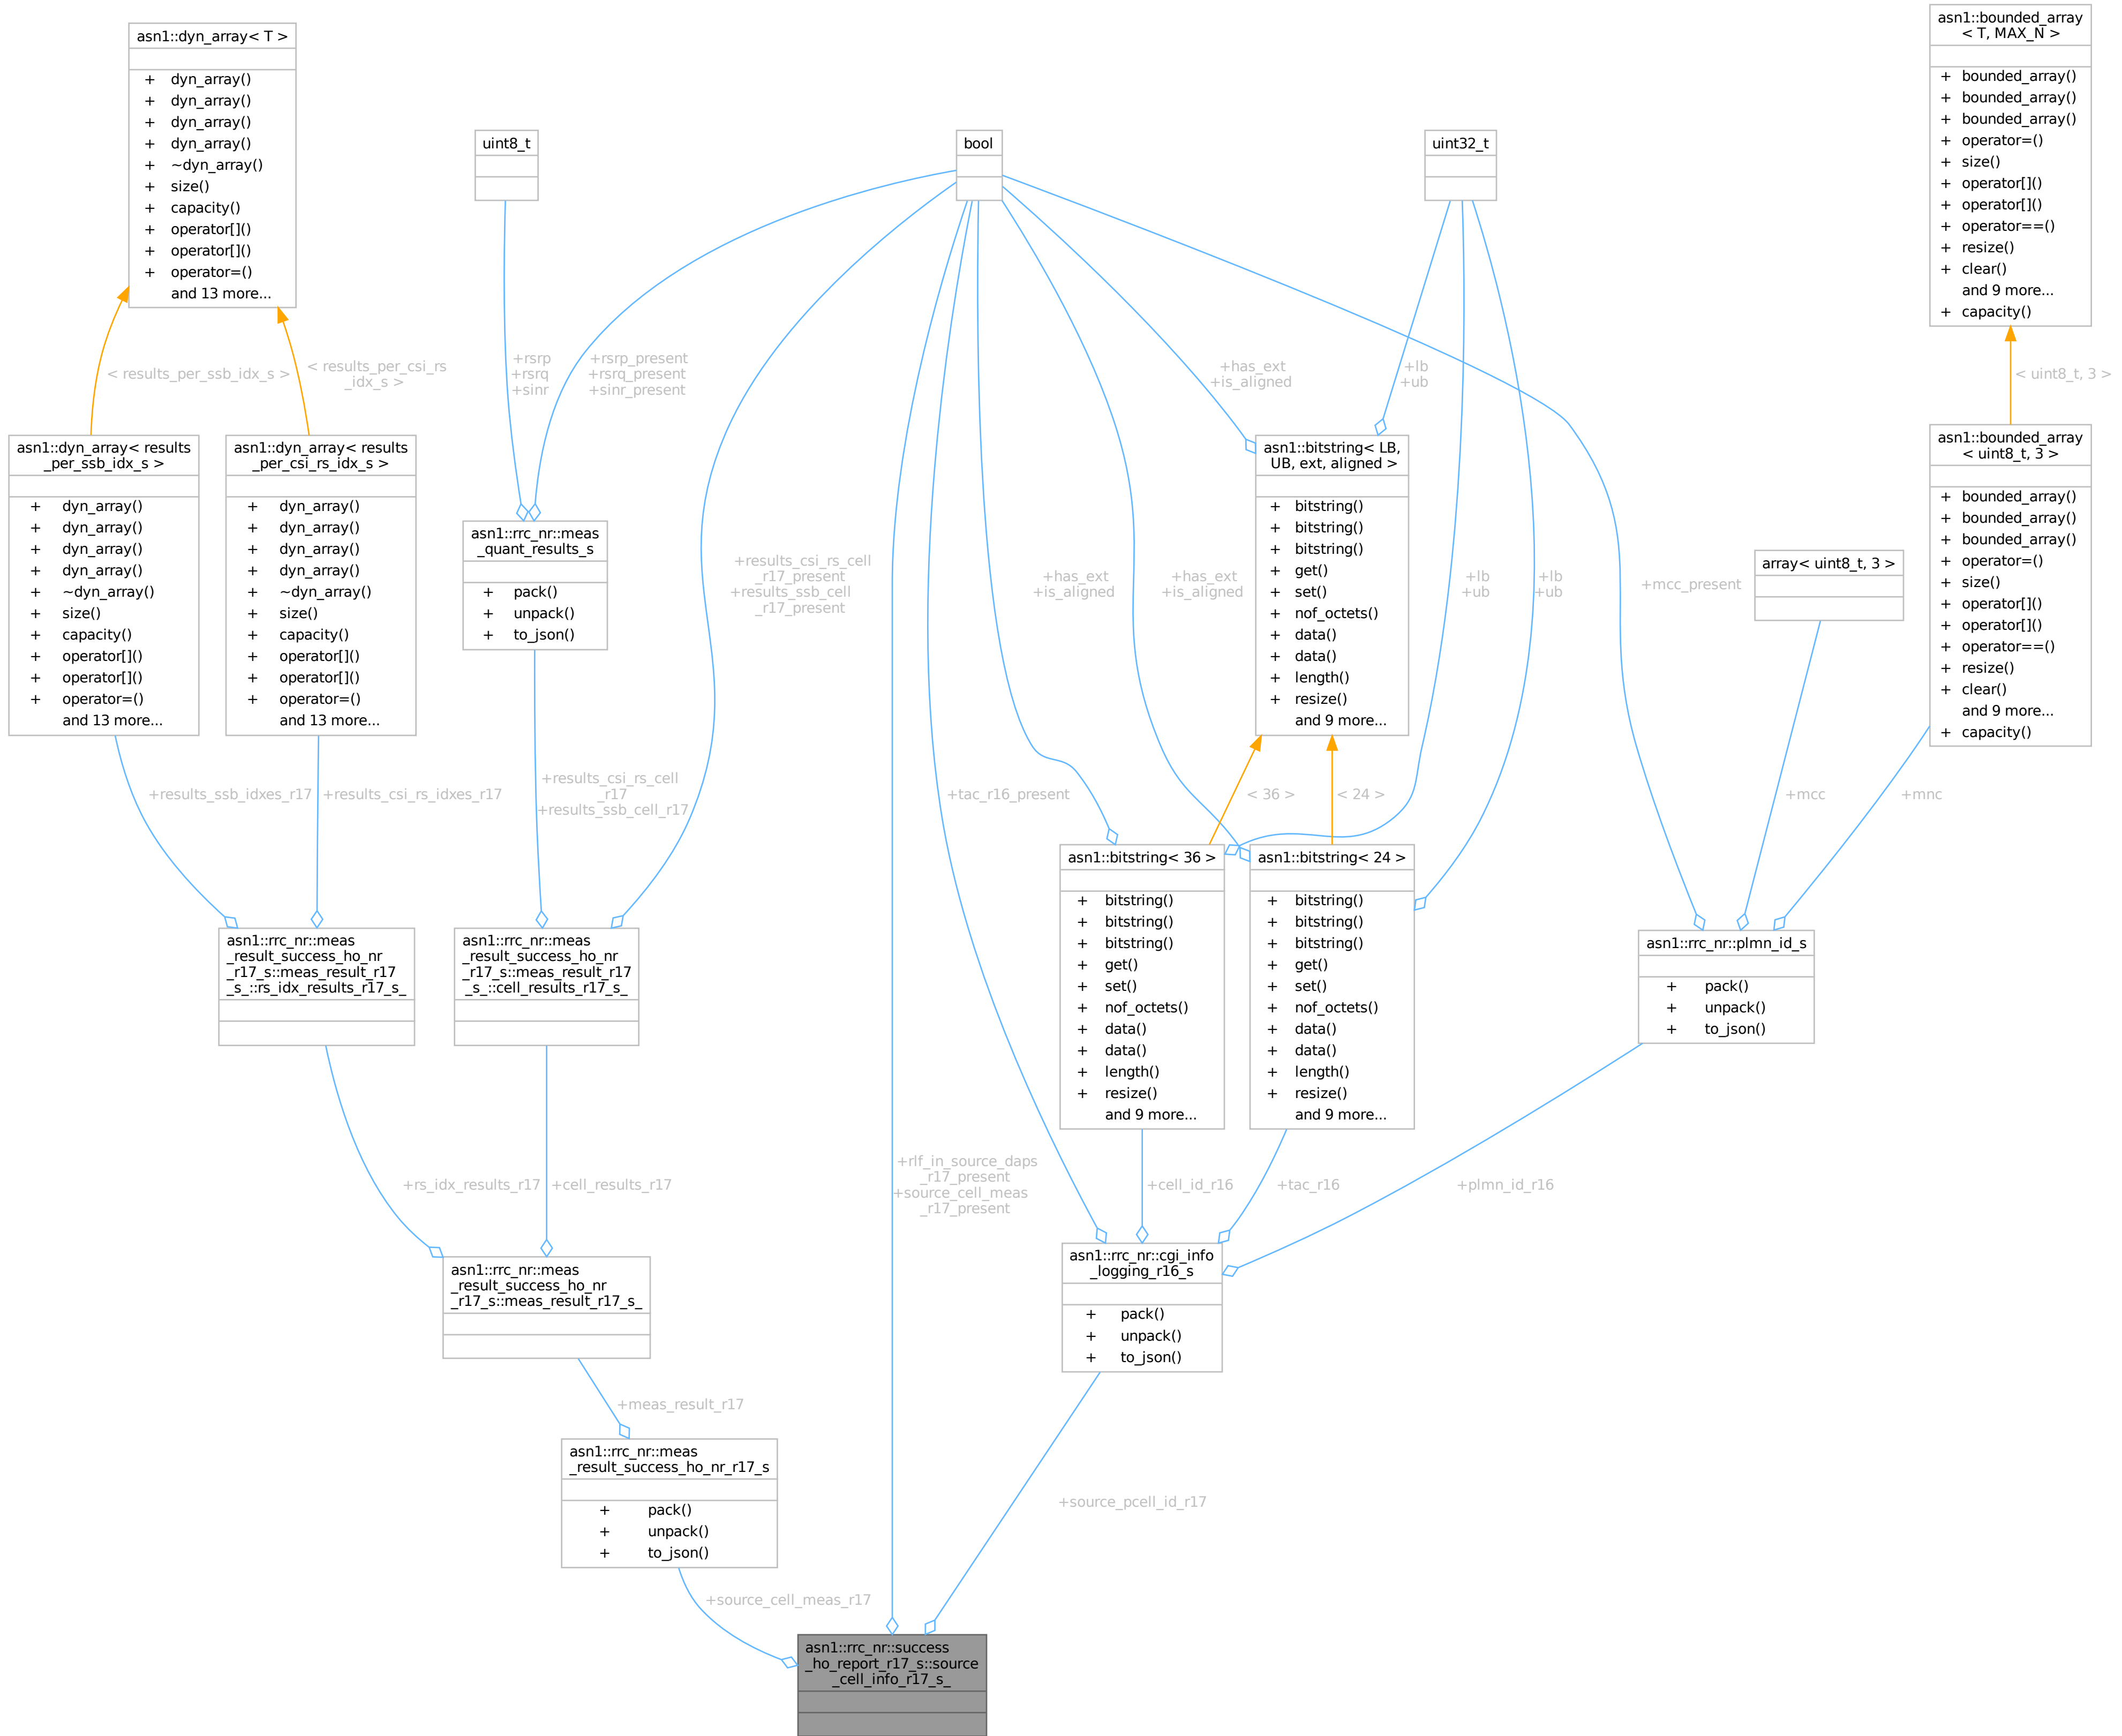 asn1::dyn_array< T >
+ dyn_array()
+ dyn_array()
+ dyn_array()
+ dyn_array()
+ ~dyn_array()
+ size()
+ capacity()
+ operator[]()
+ operator[]()
+ operator=()
and 13 more...
asn1::bounded_array
< T, MAX_N >
+ bounded_array()
+ bounded_array()
+ bounded_array()
+ operator=()
+ size()
+ operator[]()
+ operator[]()
+ operator==()
+ resize()
+ clear()
and 9 more...
+ capacity()
uint8_t
bool
uint32_t
< results_per_ssb_idx_s >
< results_per_csi_rs
_idx_s >
+rsrp
+rsrq
+sinr
+rsrp_present
+rsrq_present
+sinr_present
+has_ext
+is_aligned
+lb
+ub
< uint8_t, 3 >
asn1::dyn_array< results
_per_ssb_idx_s >
+ dyn_array()
+ dyn_array()
+ dyn_array()
+ dyn_array()
+ ~dyn_array()
+ size()
+ capacity()
+ operator[]()
+ operator[]()
+ operator=()
and 13 more...
asn1::dyn_array< results
_per_csi_rs_idx_s >
+ dyn_array()
+ dyn_array()
+ dyn_array()
+ dyn_array()
+ ~dyn_array()
+ size()
+ capacity()
+ operator[]()
+ operator[]()
+ operator=()
and 13 more...
asn1::rrc_nr::meas
_quant_results_s
+ pack()
+ unpack()
+ to_json()
+results_csi_rs_cell
_r17_present
+results_ssb_cell
_r17_present
+has_ext
+is_aligned
+has_ext
+is_aligned
asn1::bitstring< LB,
UB, ext, aligned >
+ bitstring()
+ bitstring()
+ bitstring()
+ get()
+ set()
+ nof_octets()
+ data()
+ data()
+ length()
+ resize()
and 9 more...
+lb
+ub
+lb
+ub
+mcc_present
array< uint8_t, 3 >
asn1::bounded_array
< uint8_t, 3 >
+ bounded_array()
+ bounded_array()
+ bounded_array()
+ operator=()
+ size()
+ operator[]()
+ operator[]()
+ operator==()
+ resize()
+ clear()
and 9 more...
+ capacity()
+results_ssb_idxes_r17
+results_csi_rs_idxes_r17
+results_csi_rs_cell
_r17
+results_ssb_cell_r17
+tac_r16_present
< 36 >
< 24 >
+mcc
+mnc
asn1::rrc_nr::meas
_result_success_ho_nr
_r17_s::meas_result_r17
_s_::rs_idx_results_r17_s_
asn1::rrc_nr::meas
_result_success_ho_nr
_r17_s::meas_result_r17
_s_::cell_results_r17_s_
asn1::bitstring< 36 >
+ bitstring()
+ bitstring()
+ bitstring()
+ get()
+ set()
+ nof_octets()
+ data()
+ data()
+ length()
+ resize()
and 9 more...
asn1::bitstring< 24 >
+ bitstring()
+ bitstring()
+ bitstring()
+ get()
+ set()
+ nof_octets()
+ data()
+ data()
+ length()
+ resize()
and 9 more...
asn1::rrc_nr::plmn_id_s
+ pack()
+ unpack()
+ to_json()
+rs_idx_results_r17
+cell_results_r17
+rlf_in_source_daps
_r17_present
+source_cell_meas
_r17_present
+cell_id_r16
+tac_r16
+plmn_id_r16
asn1::rrc_nr::meas
_result_success_ho_nr
_r17_s::meas_result_r17_s_
asn1::rrc_nr::cgi_info
_logging_r16_s
+ pack()
+ unpack()
+ to_json()
+meas_result_r17
asn1::rrc_nr::meas
_result_success_ho_nr_r17_s
+ pack()
+ unpack()
+ to_json()
+source_pcell_id_r17
+source_cell_meas_r17
asn1::rrc_nr::success
_ho_report_r17_s::source
_cell_info_r17_s_